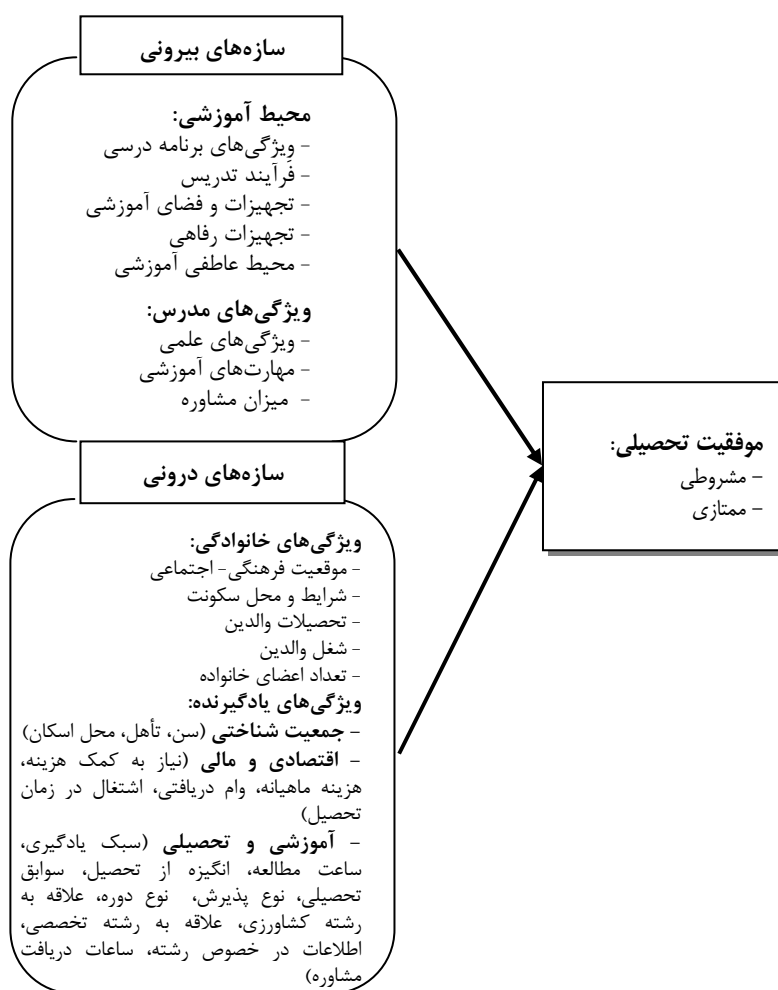 سازه‌های بیرونی
محیط آموزشی:
- ویژگی‌های برنامه درسی
- فرآیند تدریس
- تجهیزات و فضای آموزشی
- تجهیزات رفاهی
- محیط عاطفی آموزشی
ویژگی‌های مدرس:
- ویژگی‌های علمی
- مهارت‌های آموزشی
- میزان مشاوره
سازه‌های درونی
ویژگی‌های خانوادگی:
- موقعیت فرهنگی- اجتماعی
- شرایط و محل سکونت
- تحصیلات والدین
- شغل والدین
- تعداد اعضای خانواده
ویژگی‌های یادگیرنده:
- جمعیت شناختی (سن، تأهل، محل اسکان)
- اقتصادی و مالی (نیاز به کمک هزینه،
هزینه ماهیانه، وام دریافتی، اشتغال در زمان
تحصیل)
- آموزشی و تحصیلی (سبک یادگیری،
ساعت مطالعه، انگیزه از تحصیل، سوابق
تحصیلی، نوع پذیرش، نوع دوره، علاقه به
رشته کشاورزی، علاقه به رشته تخصصی،
اطلاعات در خصوص رشته، ساعات دریافت
مشاوره)
موفقیت تحصیلی:
- مشروطی
- ممتازی